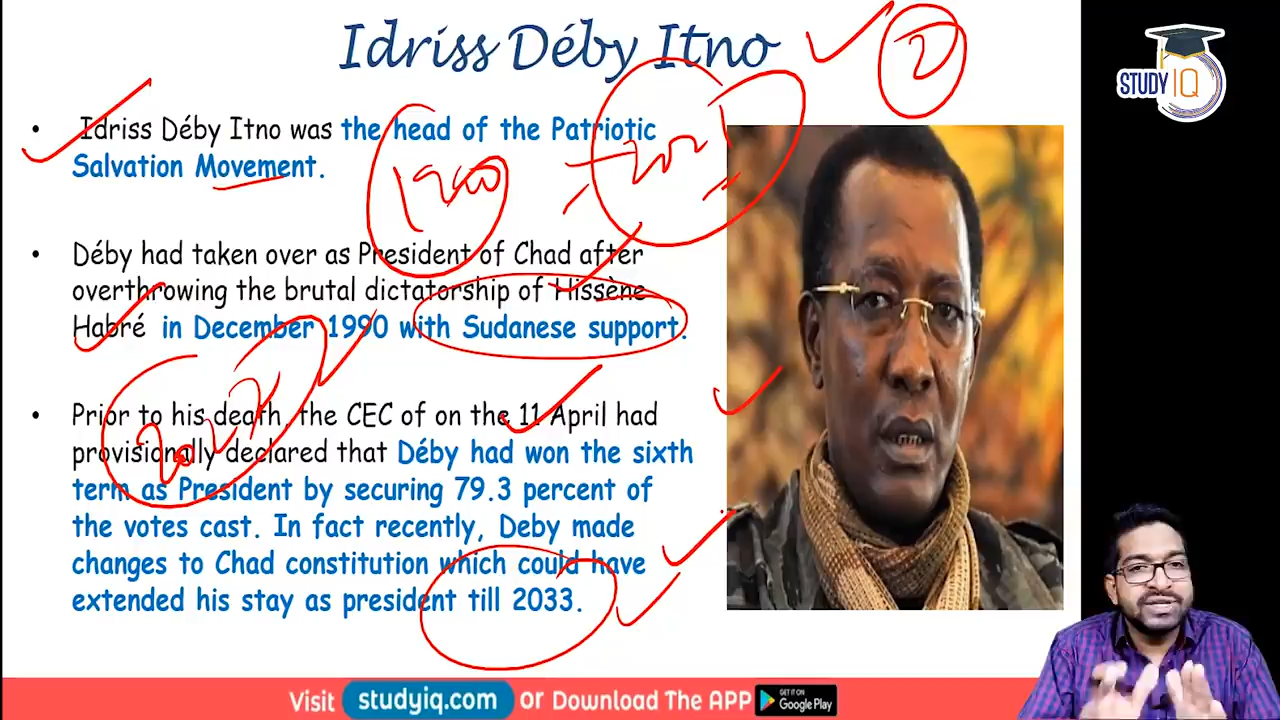 Idriss Déby Itno
2
STUDY IQ
• Idriss Déby Itno was the head of the Patriotic
Salvation Movement.
1990
2021
• Déby had taken over as President of Chad after
overthrowing the brutal dictatorship of Hissène
Habré in December 1990 with Sudanese support.
• Prior to his death, the CEC of on the 11 April had
provisionally declared that Déby had won the sixth
term as President by securing 79.3 percent of
the votes cast. In fact recently, Deby made
changes to Chad constitution which could have
extended his stay as president till 2033.
Visit studyiq.com or Download The APP GET IT ON Google Play